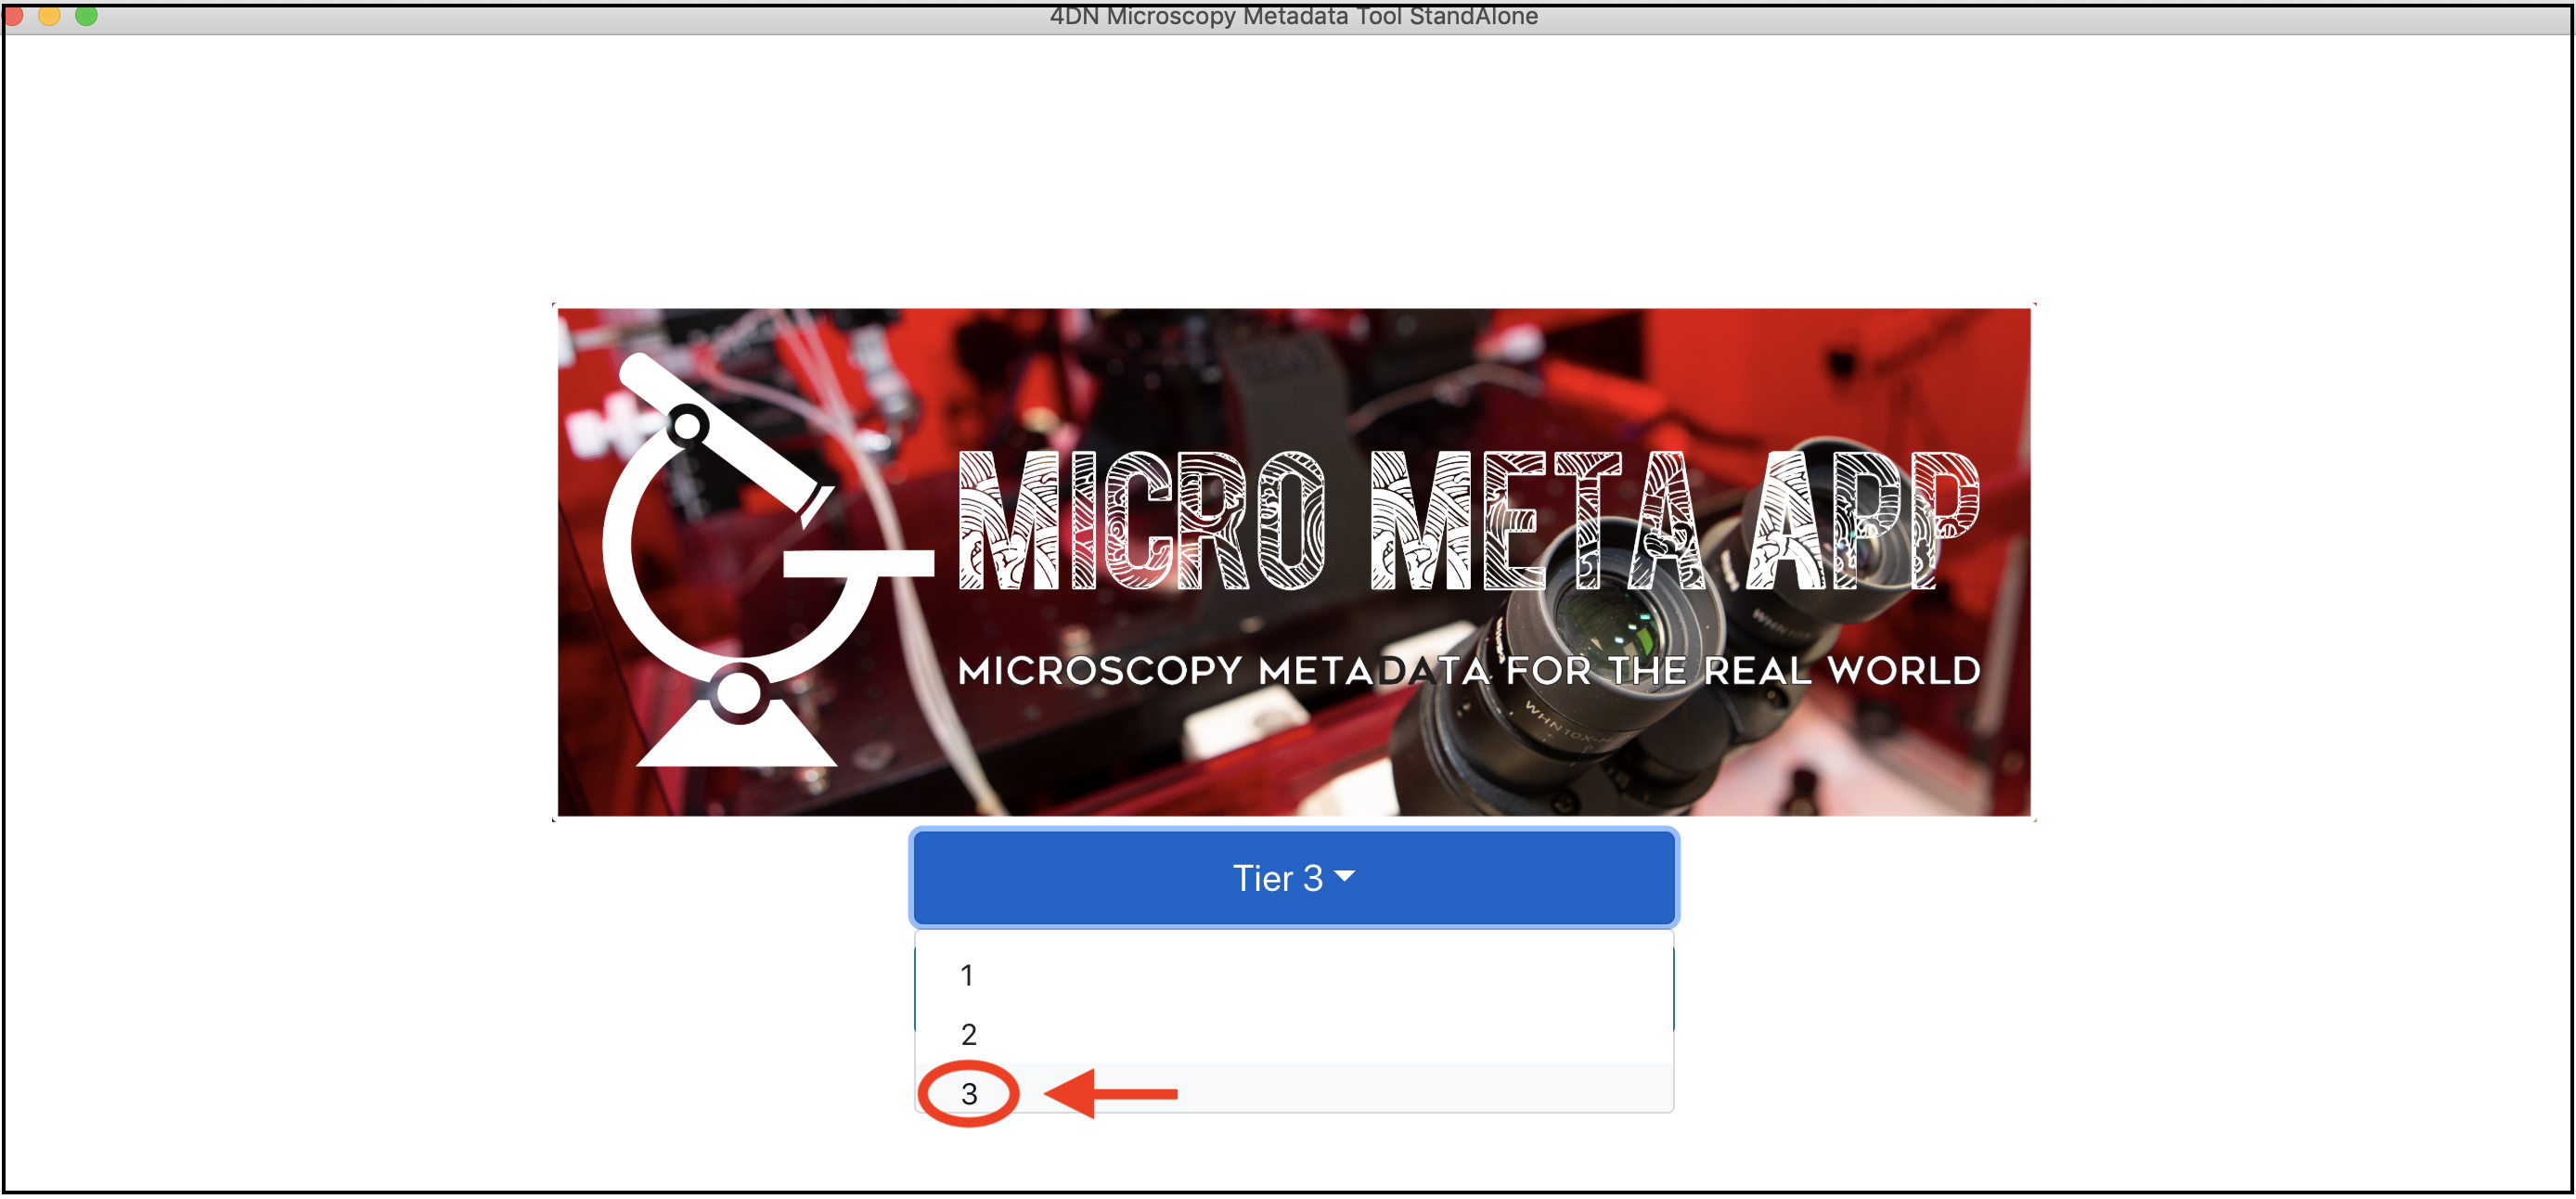 4DN Microscopy Metadata Tool StandAlone
MICRO META APP
MICROSCOPY METADATA FOR THE REAL WORLD
WHN10X-H
Tier 3
1
2
3